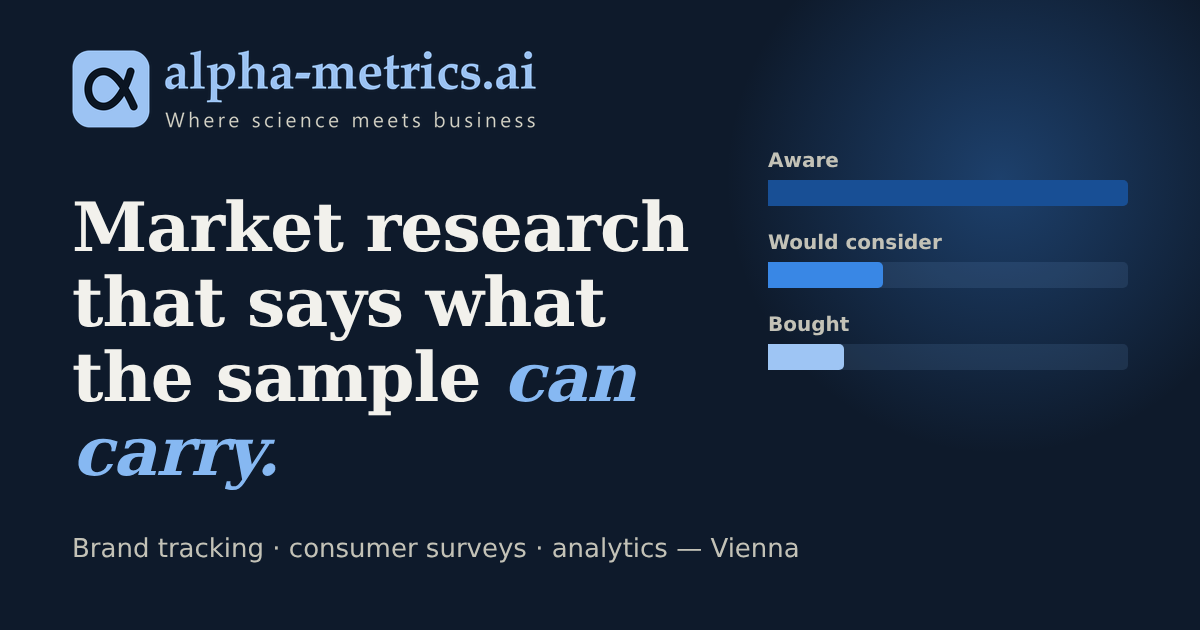 alpha-metrics.ai
Where science meets business
Market research
that says what
the sample can
carry.
Aware
Would consider
Bought
Brand tracking · consumer surveys · analytics — Vienna